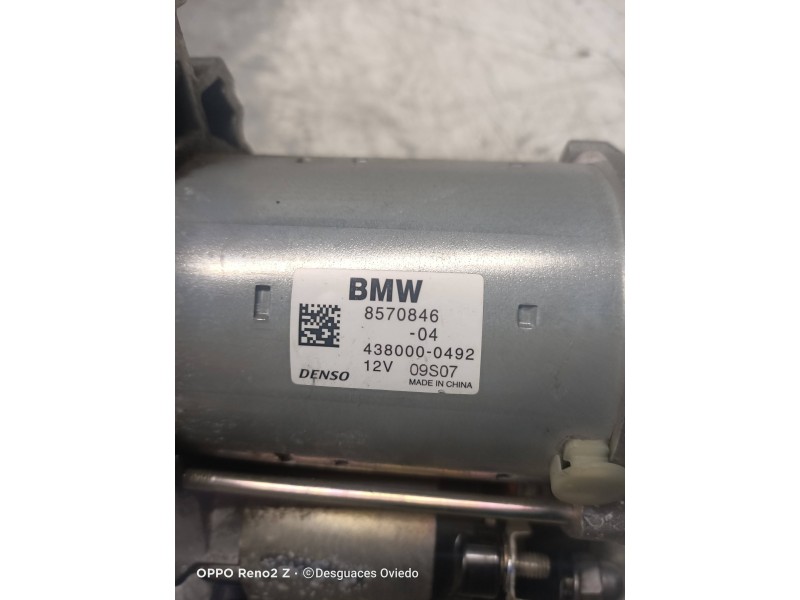 BMW
8570846
-04
438000-0492
12V 09S07
DENSO MADE IN CHINA
OPPO Reno2 Z • ©Desguaces Oviedo